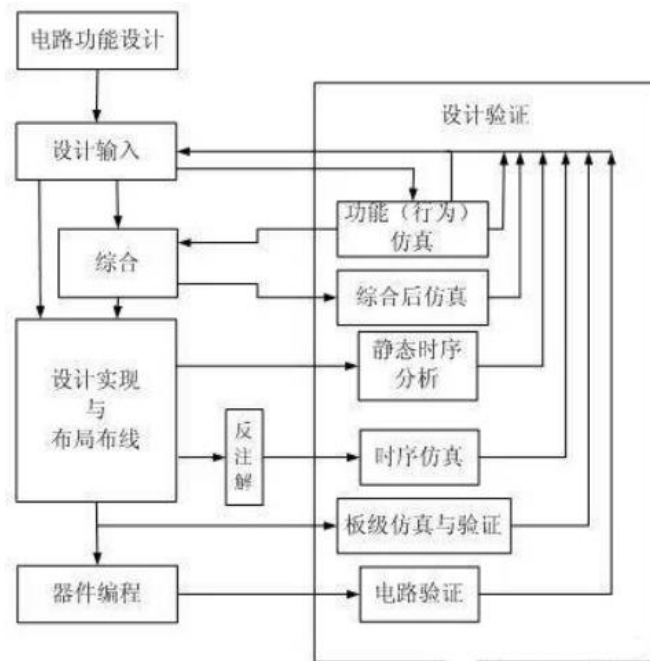 电路功能设计
设计验证
设计输入
功能（行为）
仿真
综合
综合后仿真
静态时序
分析
设计实现
与
布局布线
反
注
解
时序仿真
板级仿真与验证
器件编程
电路验证